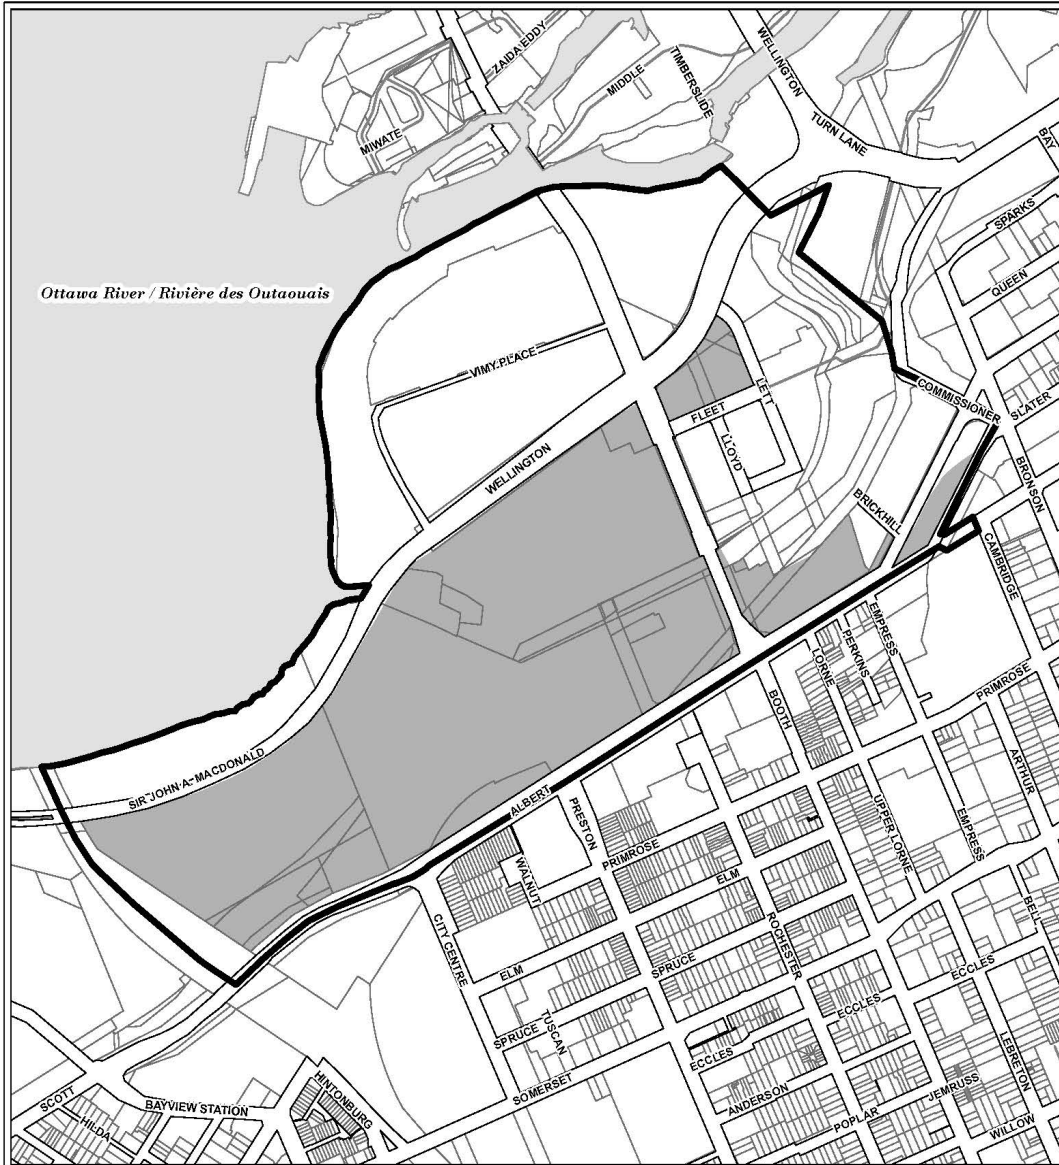 ZAIDA EDDY
MIDDLE
TIMBERSLIDE
WELLINGTON
TURN LANE
BAY
MIWATE
SPARKS
QUEEN
Ottawa River / Rivière des Outaouais
VIMY PLACE
LETT
COMMISSIONER
SLATER
FLEET
LLOYD
BRONSON
WELLINGTON
BRICKHILL
CAMBRIDGE
EMPRESS
PERKINS
LORNE
PRIMROSE
BOOTH
ARTHUR
SIR JOHN A. MACDONALD
ALBERT
PRESTON
UPPER LORNE
EMPRESS
PRIMROSE
WALNUT
ELM
BELL
CITY CENTRE
ROCHESTER
ELM
SPRUCE
ECCLES
ECCLES
TUSCAN
SPRUCE
ECCLES
LEBRETON
SOMERSET
HINTONBURG
ANDERSON
JEMRUSS
SCOTT
BAYVIEW STATION
POPLAR
WILLOW
HILDA